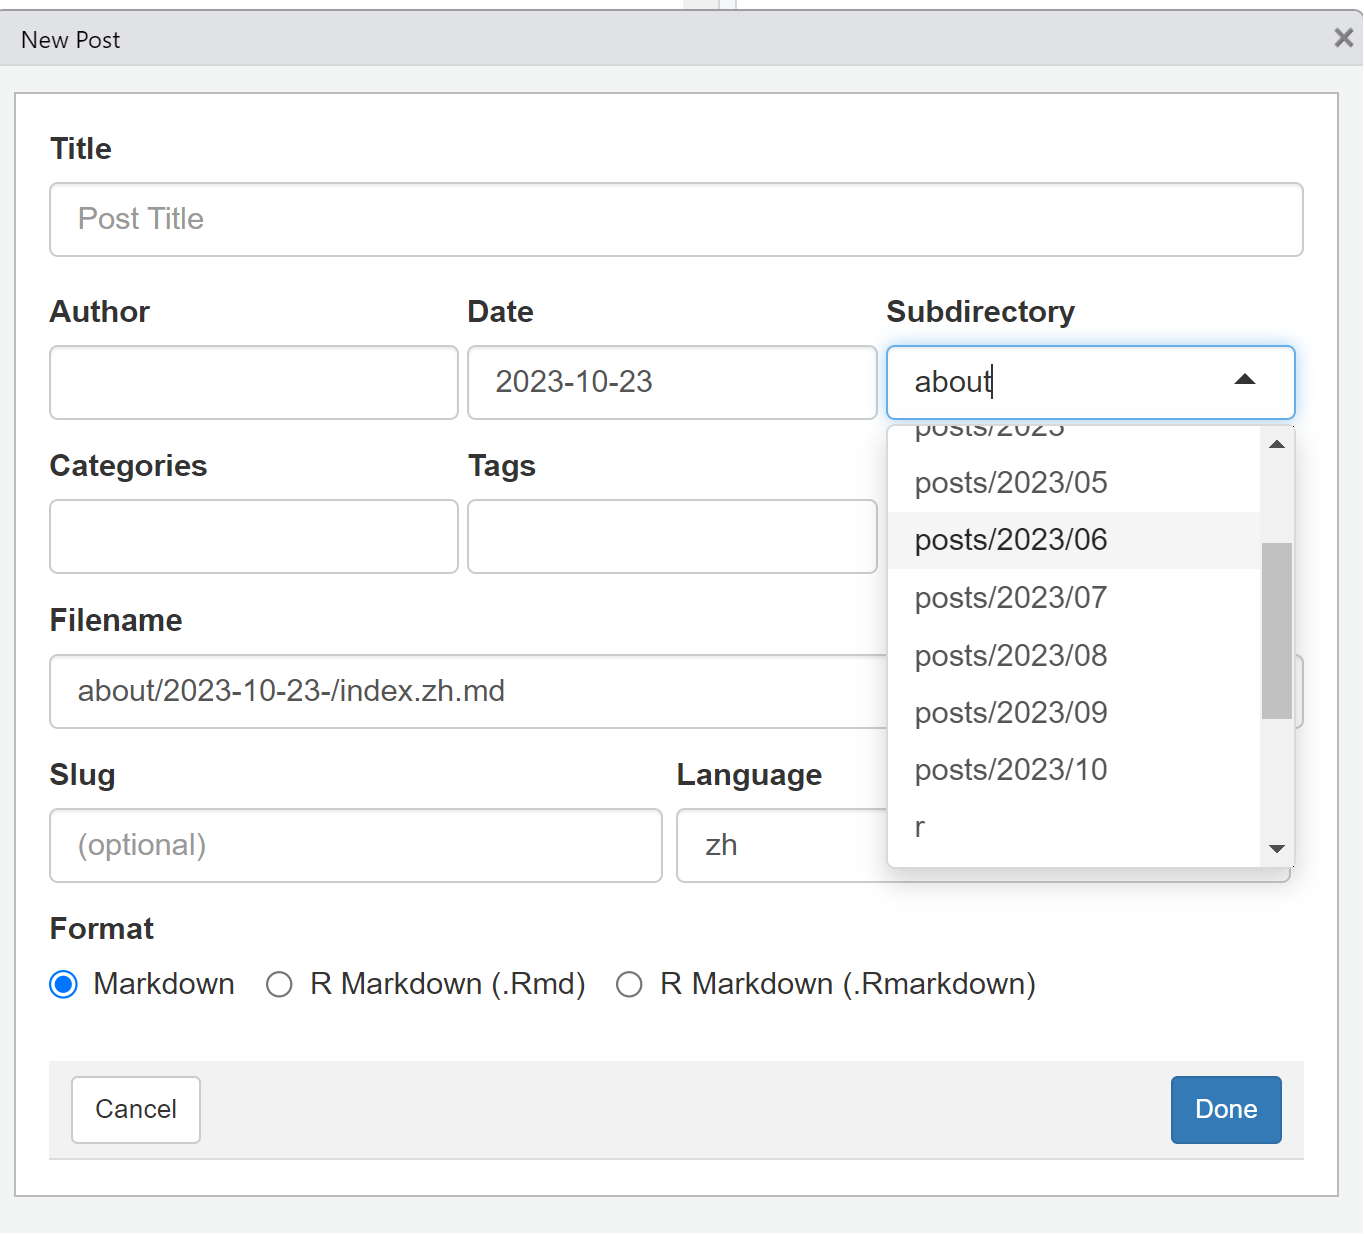 New Post
Title
Post Title
Author Date Subdirectory
2023-10-23 about
posts/2023
Categories Tags
posts/2023/05
posts/2023/06
posts/2023/07
posts/2023/08
posts/2023/09
posts/2023/10
r
Filename
about/2023-10-23-/index.zh.md
Slug Language
(optional) zh
Format
Markdown R Markdown (.Rmd) R Markdown (.Rmarkdown)
Cancel Done